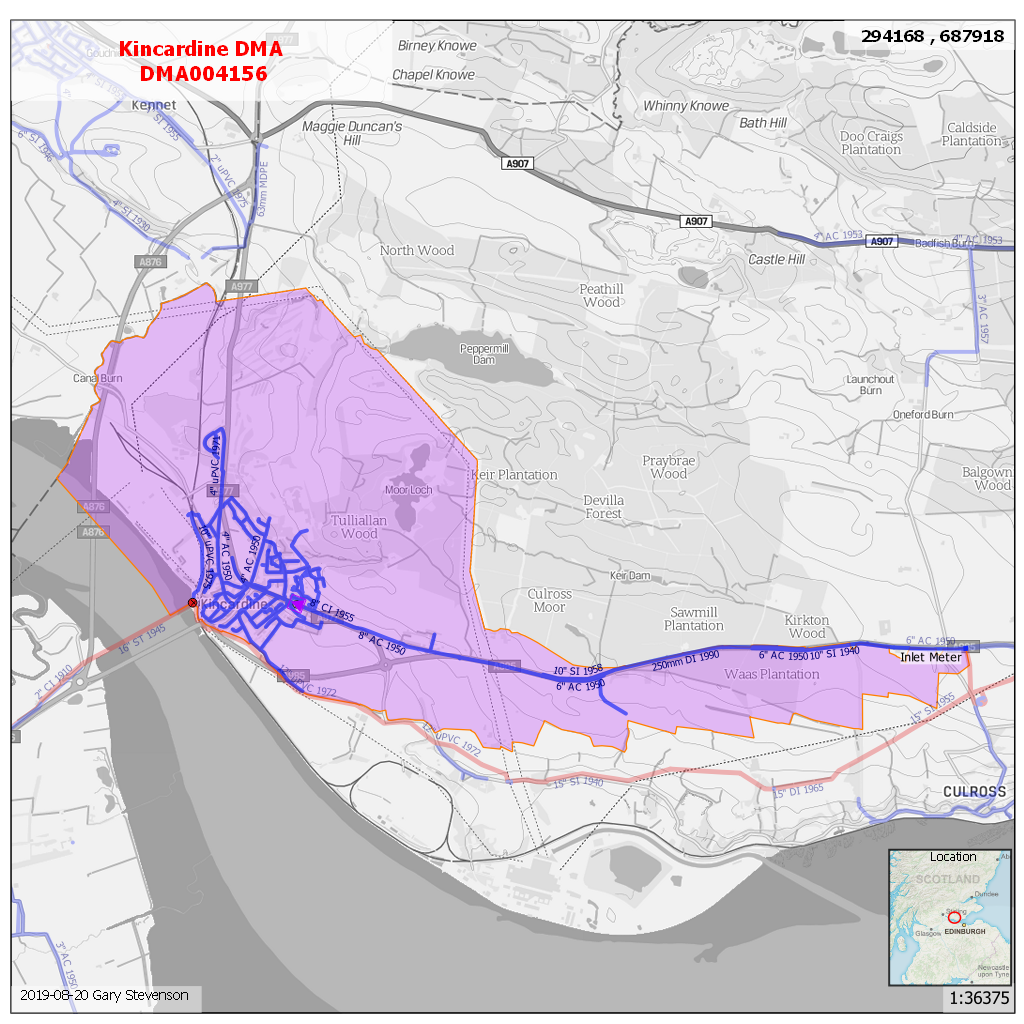 Kincardine DMA
DMA004156
294168 , 687918
Birney Knowe
Chapel Knowe
Kennet
Maggie Duncan's
Hill
Whinny Knowe
Bath Hill
Doo Craigs
Plantation
Caldside
Plantation
A907
A907
A907
4" AC 1953
4" AC 1953
Badfish Burn
Castle Hill
3" AC 1957
6" SI 1946
SI 1955
2" uPVC 1975
63mm MDPE
4" SI 1930
A876
A977
North Wood
Peathill
Wood
Peppermill
Dam
Canal Burn
Launchout
Burn
Oneford Burn
Balgown
Wood
Keir Plantation
Praybrae
Wood
Devilla
Forest
Moor Loch
Tulliallan
Wood
4" uPVC 1971
A876
A876
10" uPVC 1975
4" AC 1950
AC 1950
Keir Dam
Culross
Moor
Sawmill
Plantation
Kirkton
Wood
Kincardine
8" CI 1955
8" AC 1950
16" ST 1945
2" CI 1910
10" SI 1958
6" AC 1990
250mm DI 1990
6" AC 1950
10" SI 1940
6" AC 1950
Inlet Meter
Waas Plantation
15" SI 1955
12" uPVC 1972
15" SI 1940
15" DI 1965
CULROSS
3" AC 1950
Location
SCOTLAND
Dundee
Stirling
Glasgow
EDINBURGH
Newcastle
upon Tyne
2019-08-20 Gary Stevenson
1:36375